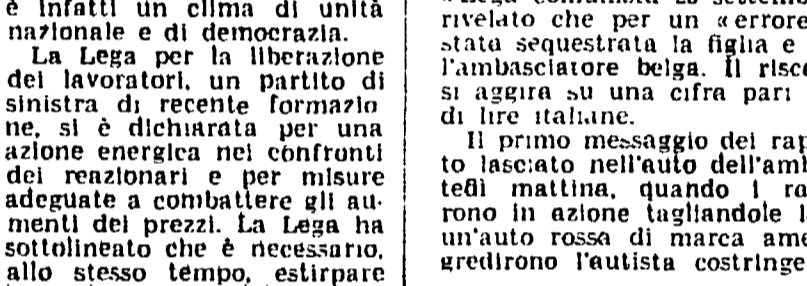 è infatti un clima di unità
nazionale e di democrazia.
La Lega per la liberazione
dei lavoratori, un partito di
sinistra di recente formazio
ne, si è dichiarata per una
azione energica nei confronti
dei reazionari e per misure
adeguate a combattere gli au-
menti dei prezzi. La Lega ha
sottolineato che è necessario,
allo stesso tempo, estirpare
rivelato che per un «errore
stata sequestrata la figlia e
l'ambasciatore belga. Il risc
si aggira su una cifra pari
di lire italiane.
Il primo messaggio dei rap
to lasciato nell'auto dell'am
tedì mattina, quando i ra
rono in azione tagliandole
un'auto rossa di marca ame
gredirono l'autista costringe